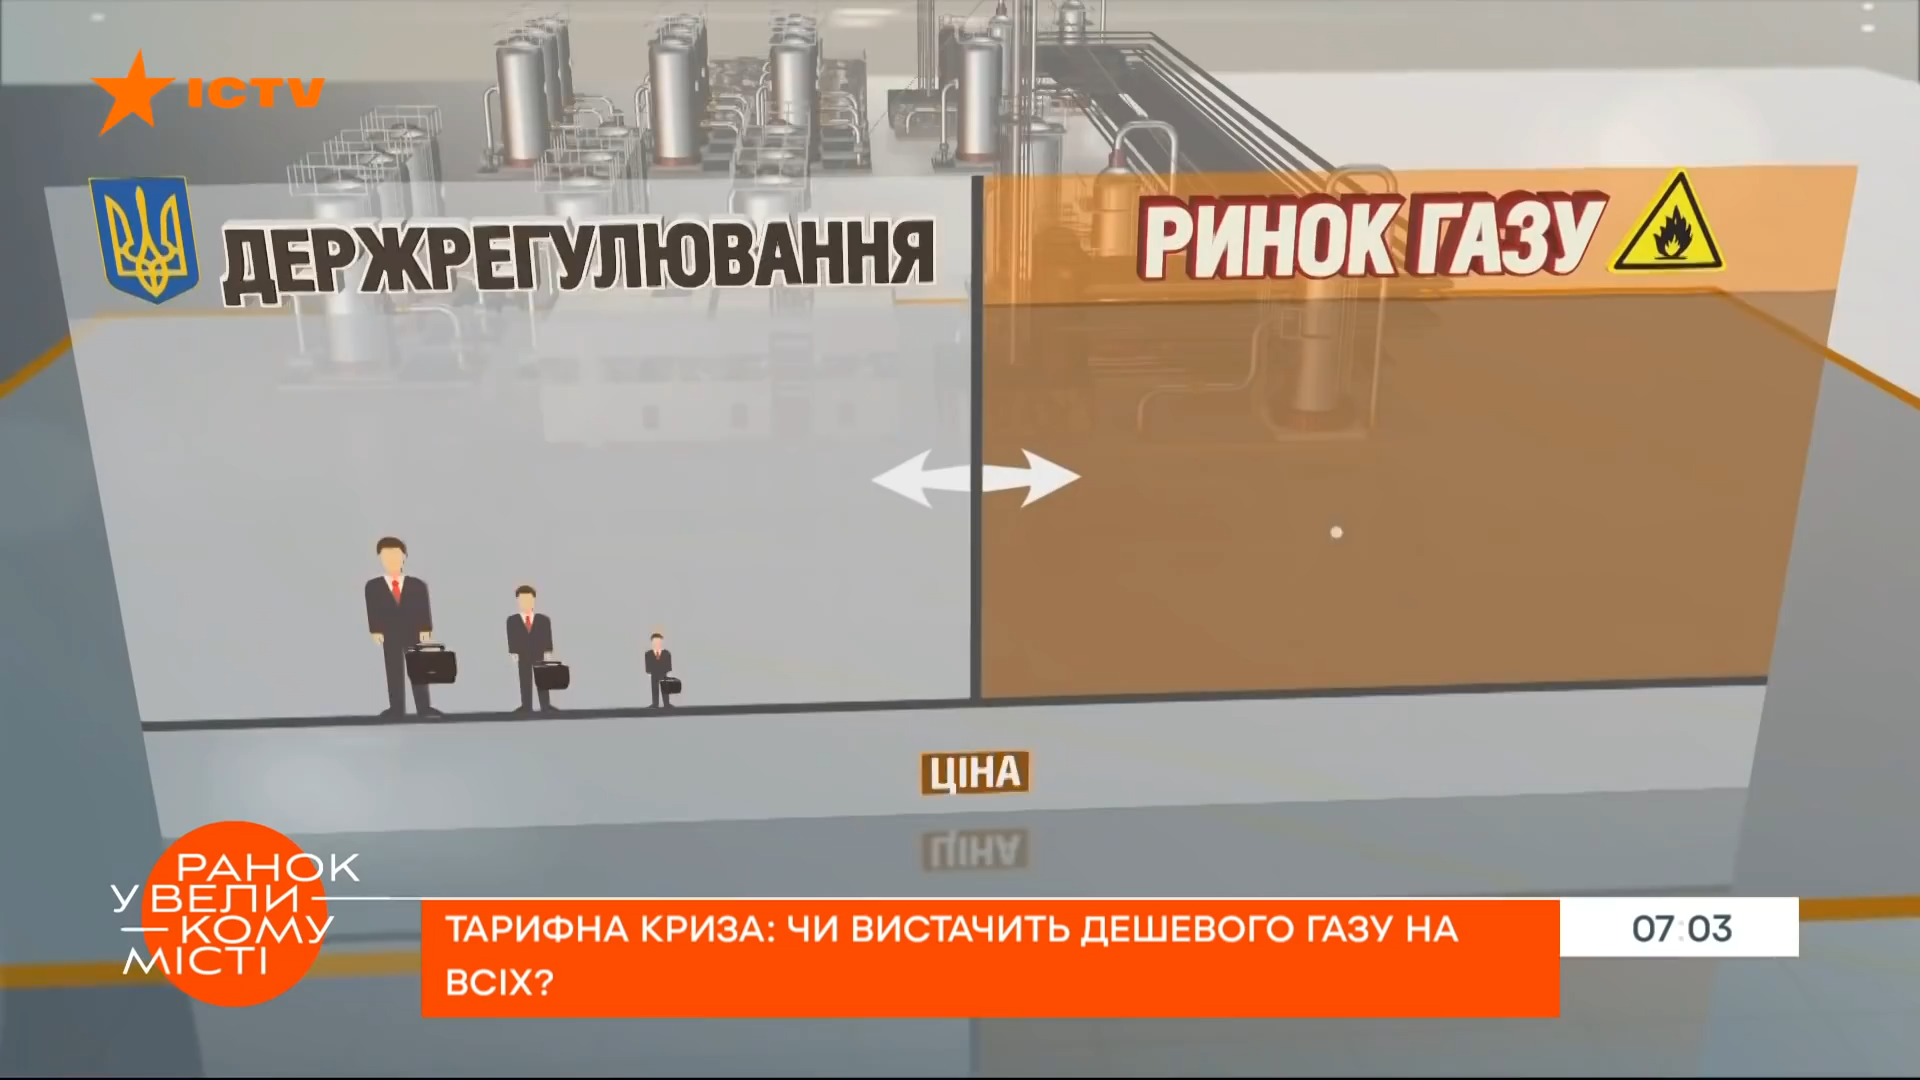 ICTV
ДЕРЖРЕГУЛЮВАННЯ
РИНОК ГАЗУ
ЦІНА
ЦІНА
РАНОК
У ВЕЛИ—
—КОМУ
МІСТІ
ТАРИФНА КРИЗА: ЧИ ВИСТАЧИТЬ ДЕШЕВОГО ГАЗУ НА
ВСІХ?
07:03